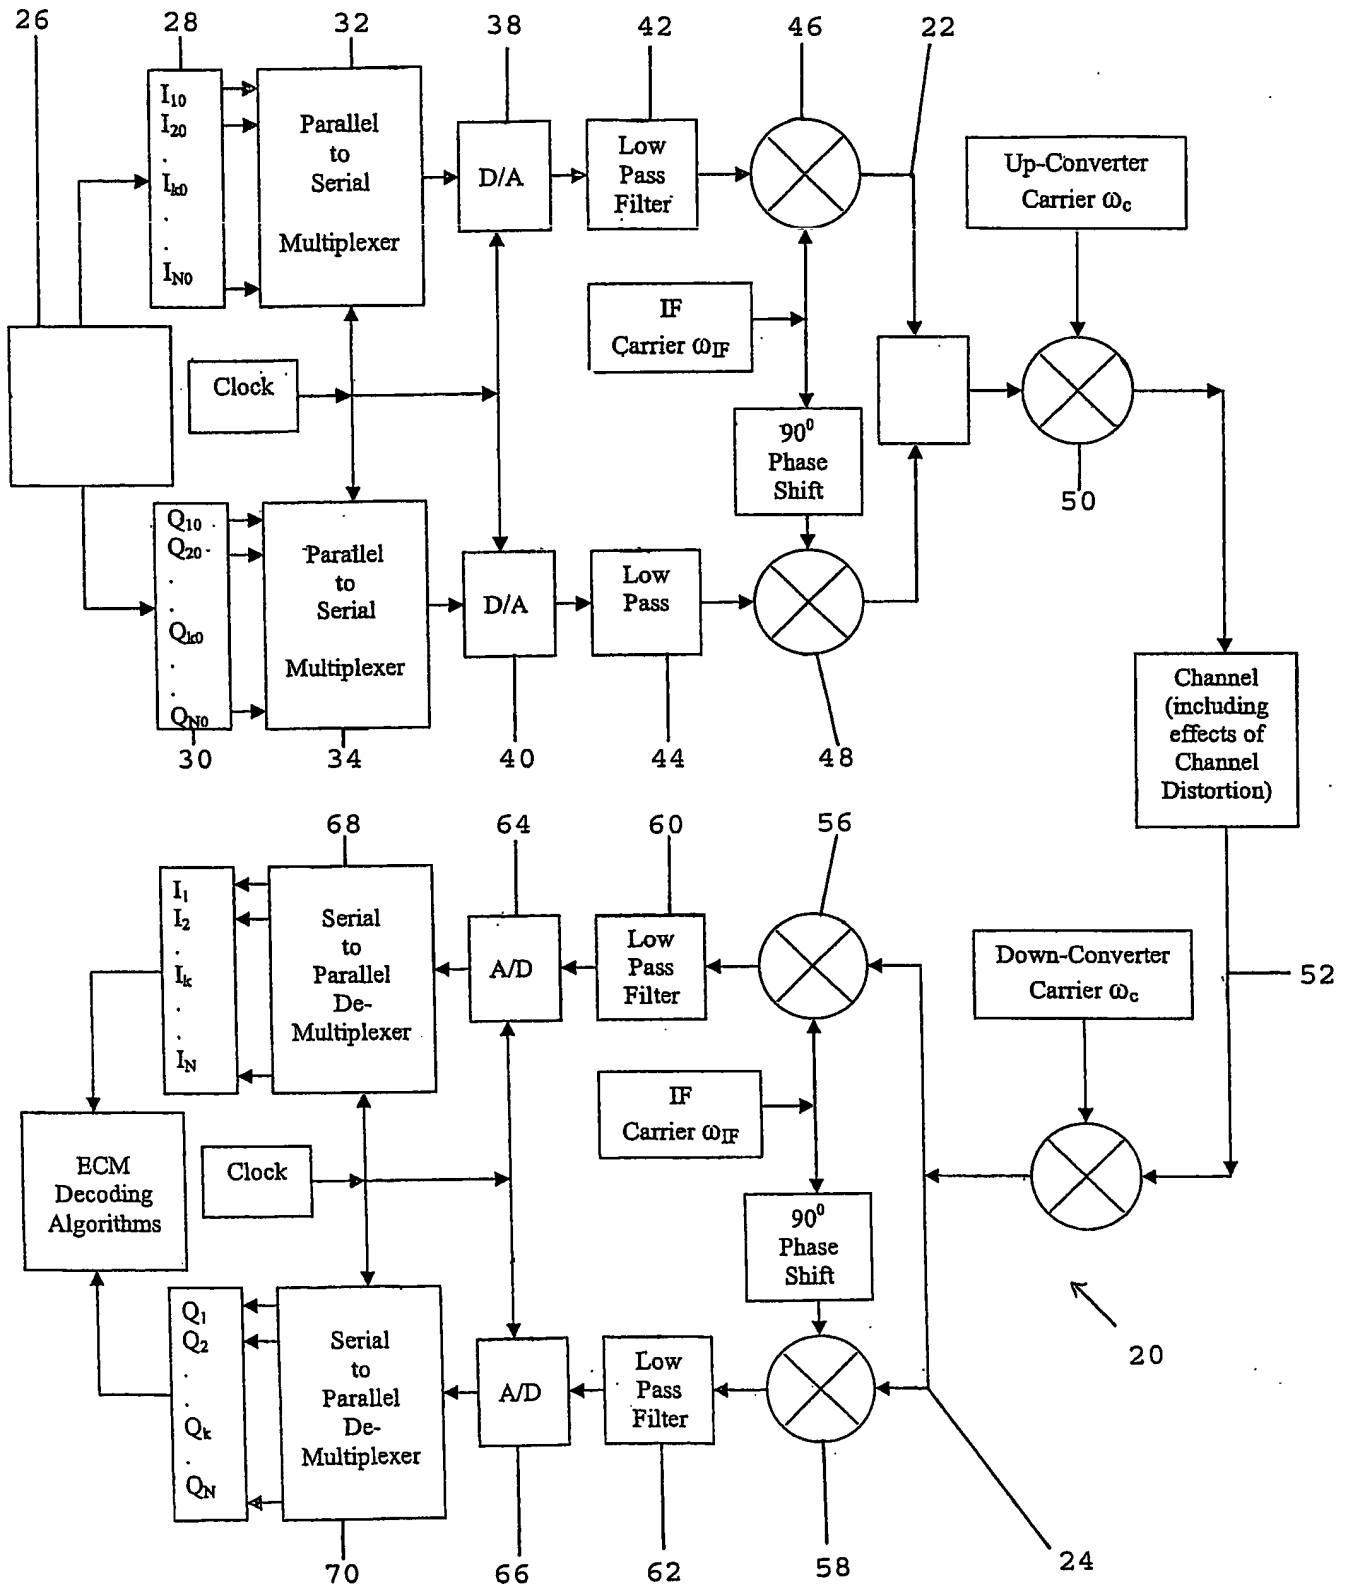 26
28
32
38
42
46
22
I10
I20
.
Ik0
.
.
IN0
Parallel
to
Serial
Multiplexer
D/A
Low
Pass
Filter
Up-Converter
Carrier ωc
IF
Carrier ωIF
Clock
90⁰
Phase
Shift
50
Q10
Q20
.
.
Qk0
.
.
QN0
Parallel
to
Serial
Multiplexer
D/A
Low
Pass
30
34
40
44
48
Channel
(including
effects of
Channel
Distortion)
68
64
60
56
I1
I2
.
Ik
.
.
IN
Serial
to
Parallel
De-
Multiplexer
A/D
Low
Pass
Filter
Down-Converter
Carrier ωc
52
IF
Carrier ωIF
ECM
Decoding
Algorithms
Clock
90⁰
Phase
Shift
20
Q1
Q2
.
.
Qk
.
QN
Serial
to
Parallel
De-
Multiplexer
A/D
Low
Pass
Filter
70
66
62
58
24